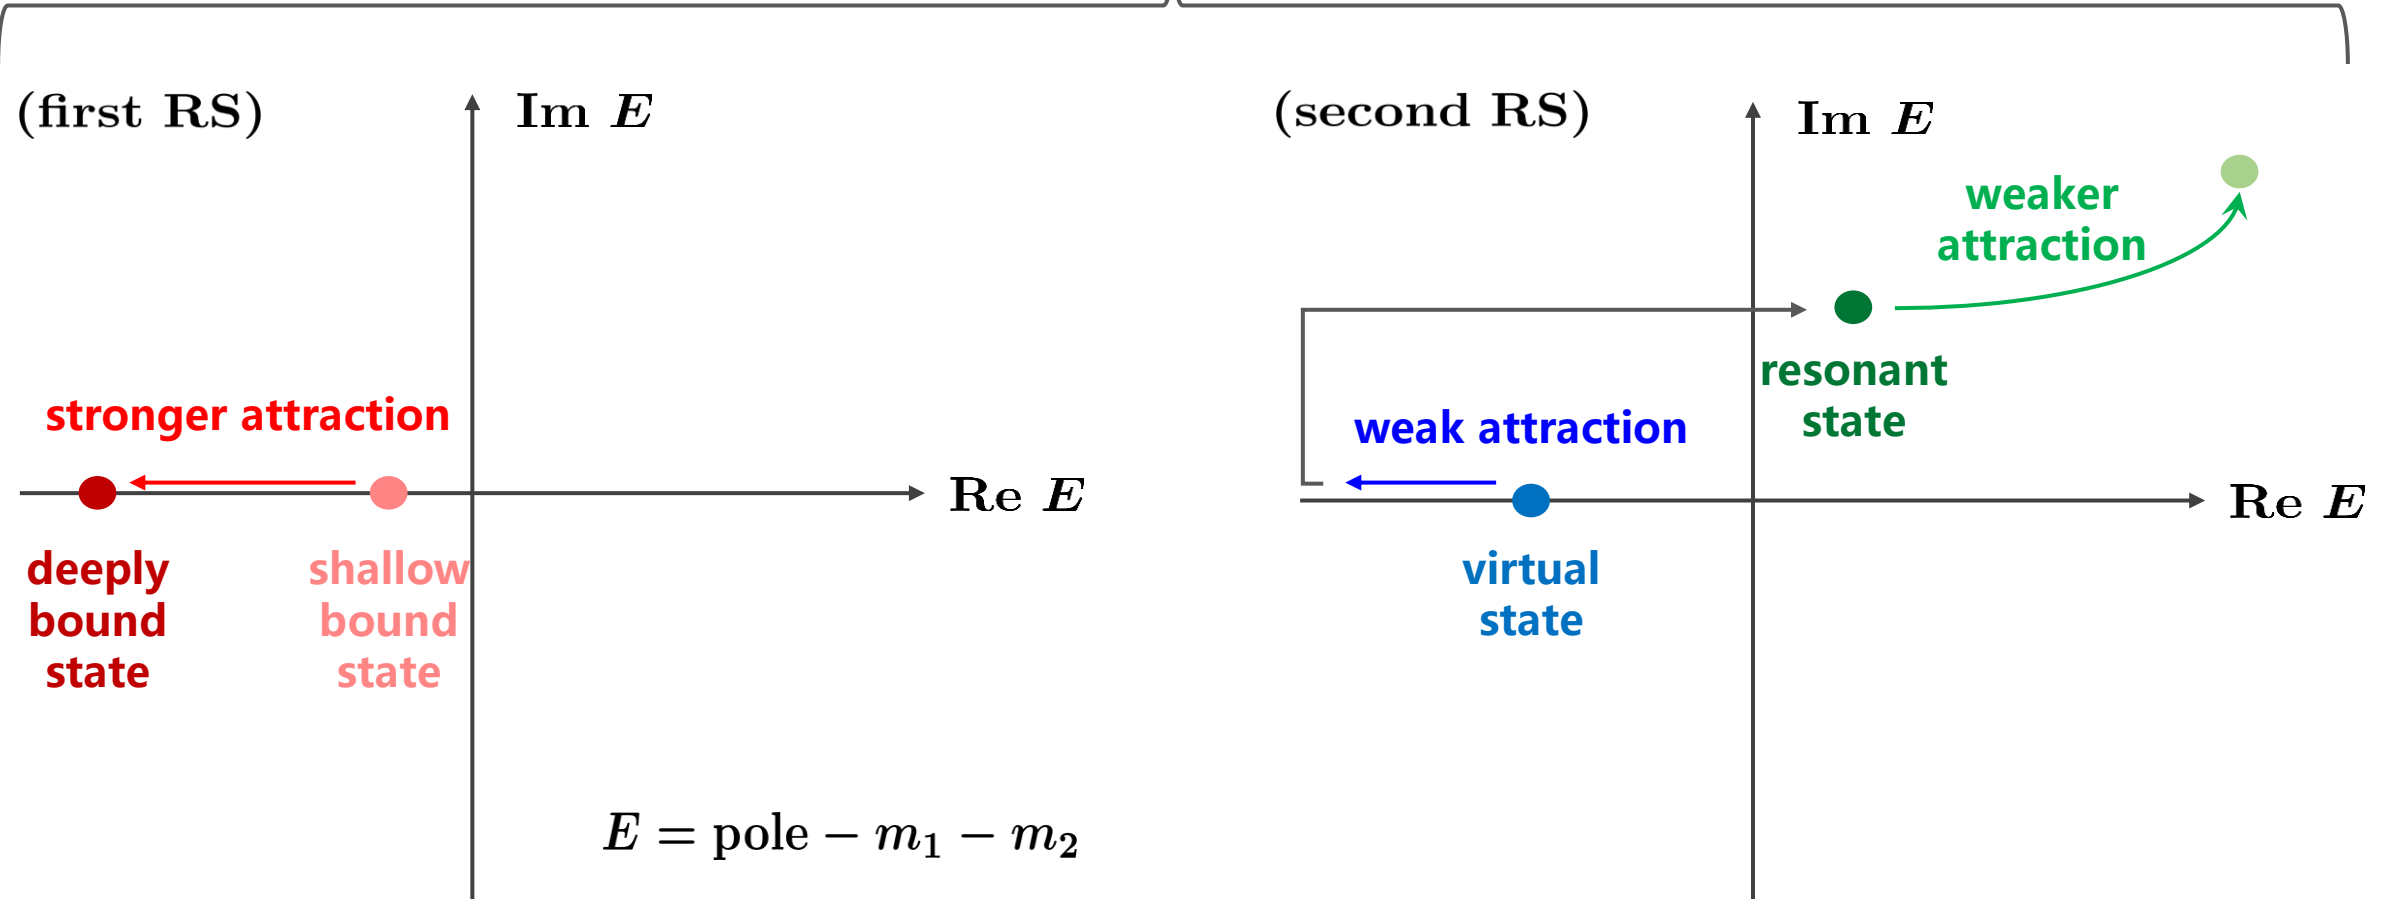 (first RS)
Im E
stronger attraction
Re E
deeply
bound
state
shallow
bound
state
E = pole − m₁ − m₂
(second RS)
Im E
weaker
attraction
resonant
state
weak attraction
Re E
virtual
state